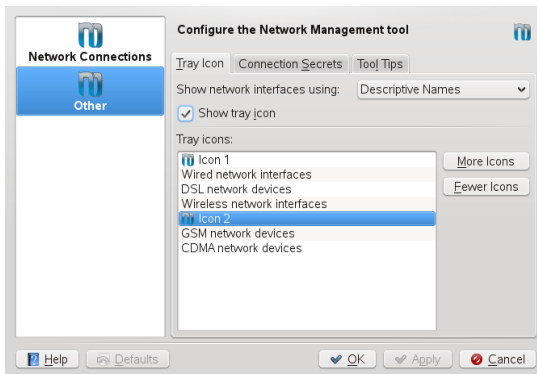 Network Connections
Other
Configure the Network Management tool
Tray Icon
Connection Secrets
Tool Tips
Show network interfaces using:
Descriptive Names
Show tray icon
Tray icons:
Icon 1
Wired network interfaces
DSL network devices
Wireless network interfaces
Icon 2
GSM network devices
CDMA network devices
More Icons
Fewer Icons
Help
Defaults
OK
Apply
Cancel